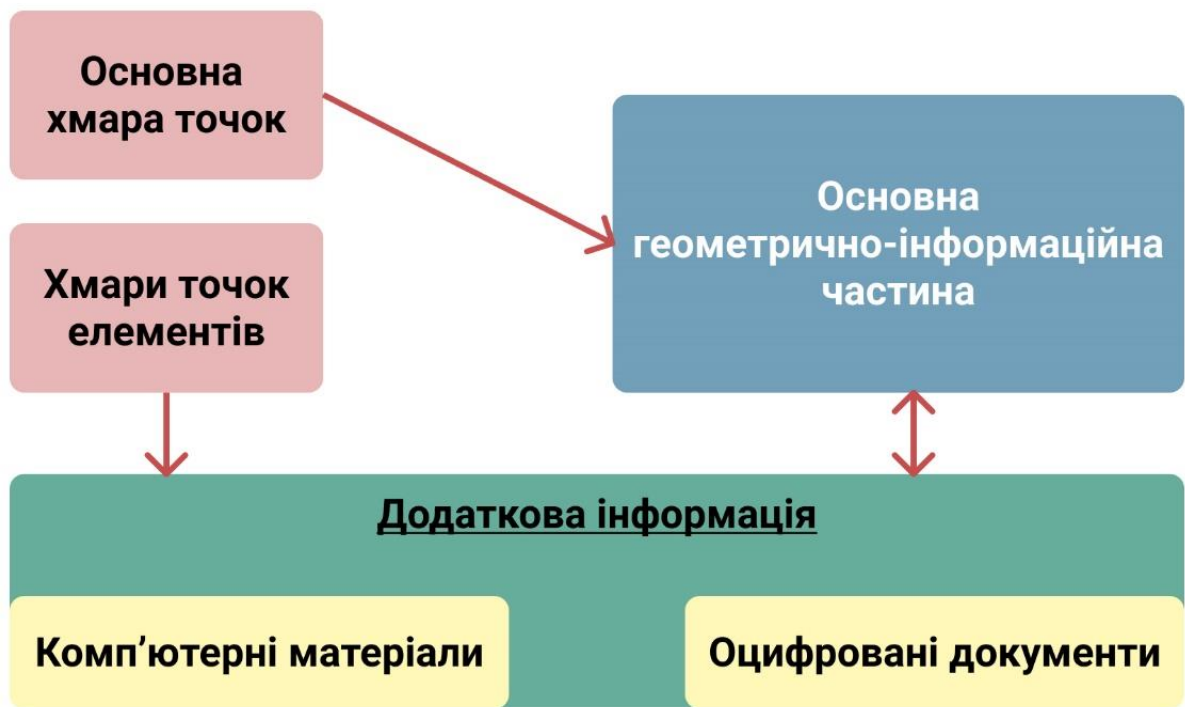 Основна
хмара точок
Основна
геометрично-інформаційна
частина
Хмари точок
елементів
Додаткова інформація
Комп’ютерні матеріали
Оцифровані документи